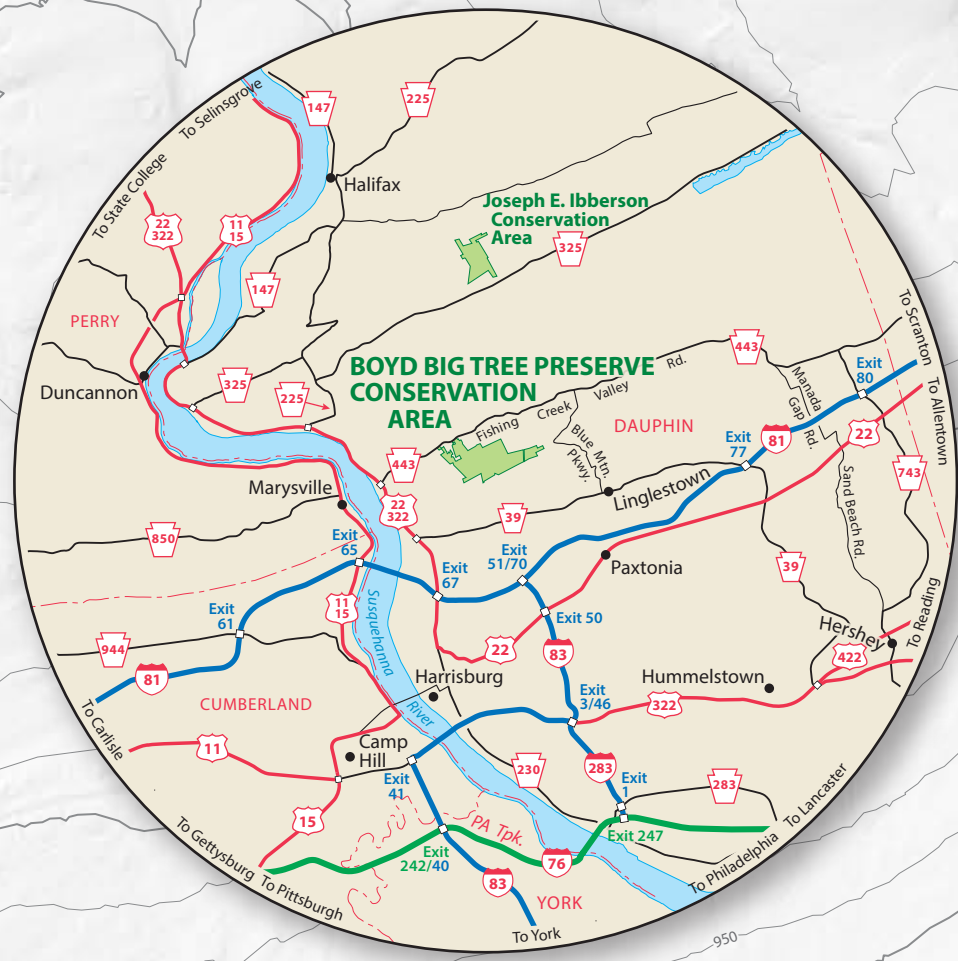 To Selinsgrove
147
225
To State College
Halifax
22
322
11
15
Joseph E. Ibberson
Conservation
Area
325
147
PERRY
To Scranton
443
Rd.
Valley
Creek
Fishing
BOYD BIG TREE PRESERVE
CONSERVATION
AREA
Exit
80
Duncannon
325
225
Manada
Gap Rd.
To Allentown
DAUPHIN
Blue Mtn.
Pkwy.
Exit
77
81
22
443
743
Marysville
22
322
Linglestown
39
Sand Beach Rd.
850
Exit
65
Exit
51/70
Exit
67
Paxtonia
39
Susquehanna
River
11
15
Exit
61
Exit 50
To Reading
944
22
83
Hershey
422
81
Harrisburg
Exit
3/46
Hummelstown
322
CUMBERLAND
To Carlisle
11
Camp
Hill
230
283
Exit
1
283
Exit
41
To Lancaster
15
PA Tpk.
Exit 247
To Gettysburg
Exit
242/40
76
To Philadelphia
To Pittsburgh
83
YORK
To York
950